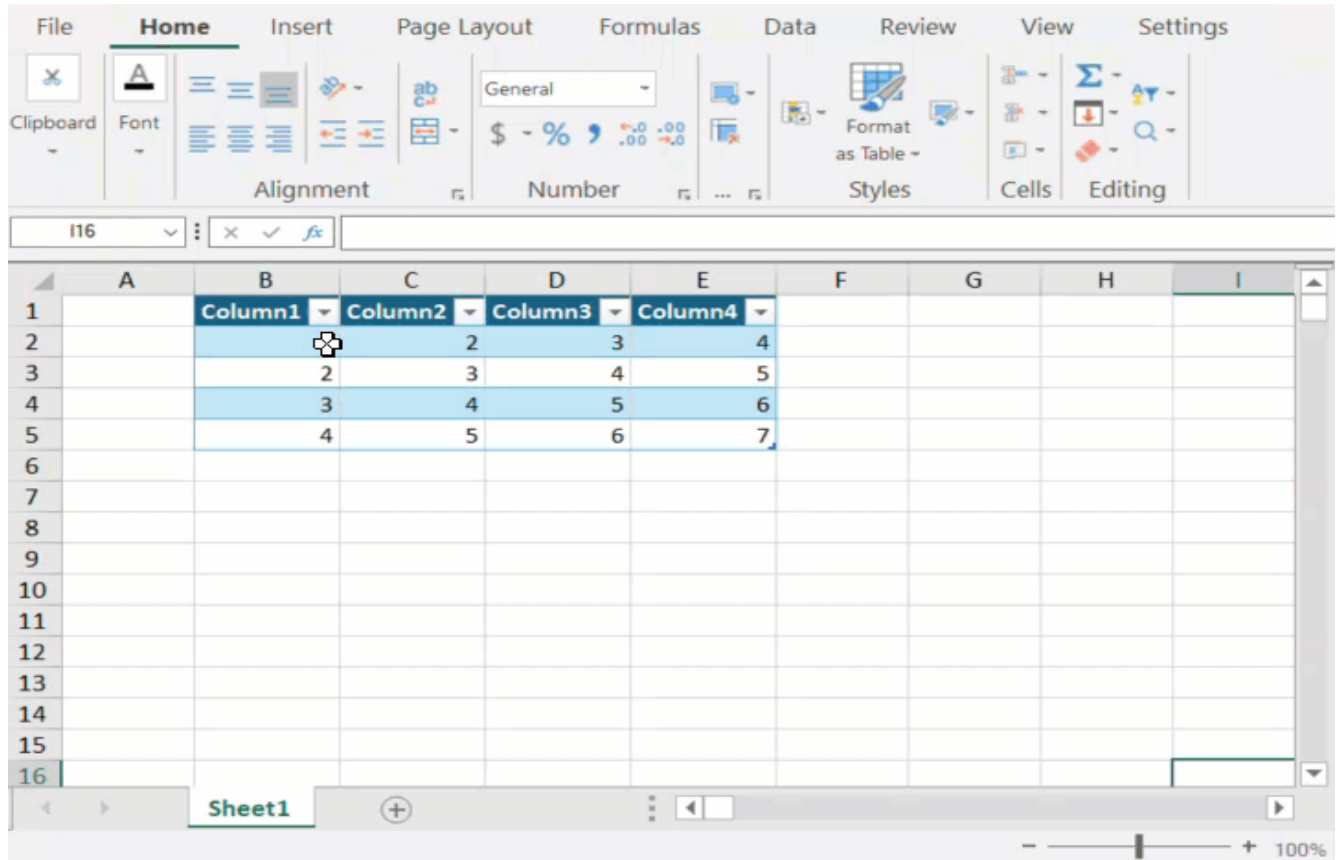 File Home Insert Page Layout Formulas Data Review View Settings
General
Clipboard Font $ % Format
as Table
Alignment Number ... Styles Cells Editing
I16 fx
A B C D E F G H I
1 Column1 Column2 Column3 Column4
2 2 3 4
3 2 3 4 5
4 3 4 5 6
5 4 5 6 7
6
7
8
9
10
11
12
13
14
15
16
Sheet1
100%